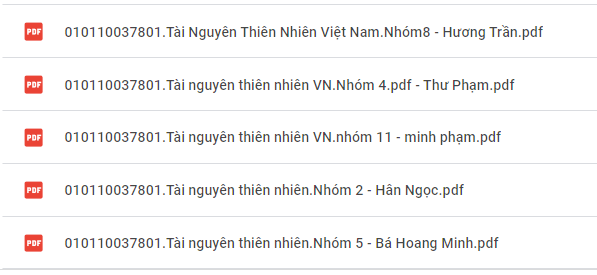 PDF 010110037801.Tài Nguyên Thiên Nhiên Việt Nam.Nhóm8 - Hương Trần.pdf
PDF 010110037801.Tài nguyên thiên nhiên VN.Nhóm 4.pdf - Thư Phạm.pdf
PDF 010110037801.Tài nguyên thiên nhiên VN.nhóm 11 - minh phạm.pdf
PDF 010110037801.Tài nguyên thiên nhiên.Nhóm 2 - Hân Ngọc.pdf
PDF 010110037801.Tài nguyên thiên nhiên.Nhóm 5 - Bá Hoang Minh.pdf